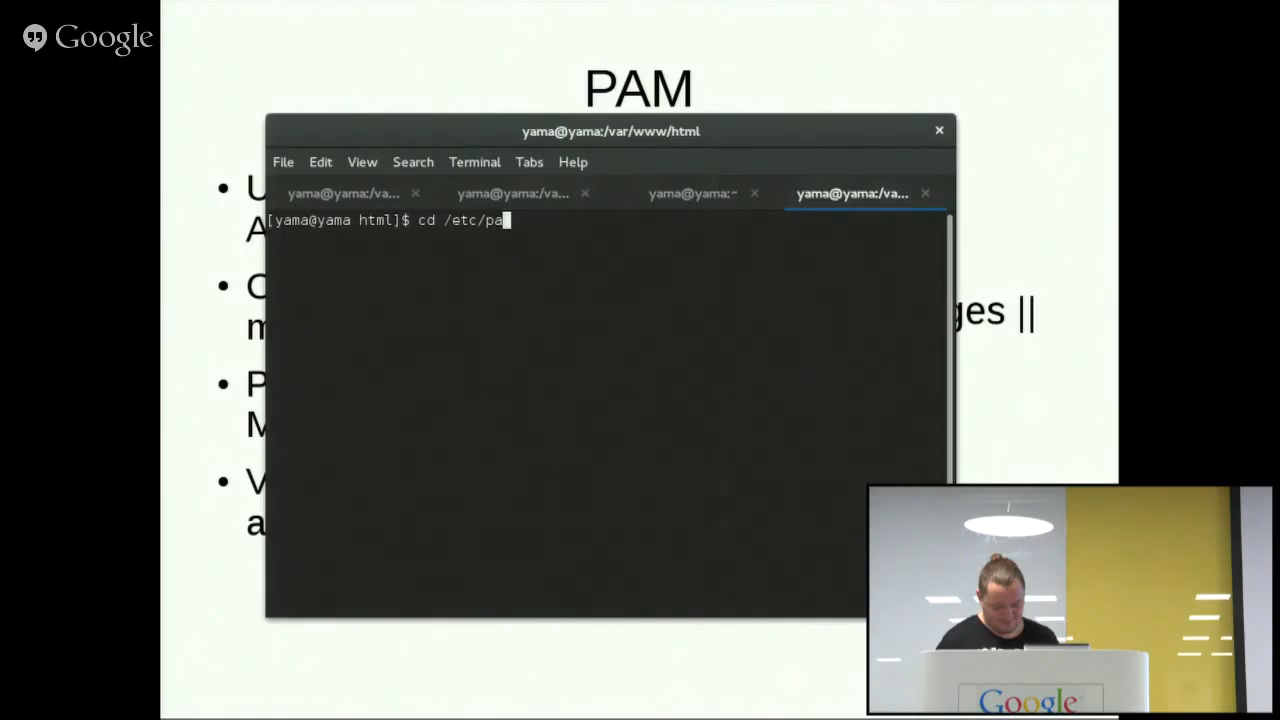 Google
PAM
yama@yama:/var/www/html
File Edit View Search Terminal Tabs Help
yama@yama:/va... yama@yama:/va... yama@yama:~ yama@yama:/va...
[yama@yama html]$ cd /etc/pa
ges ||
Google